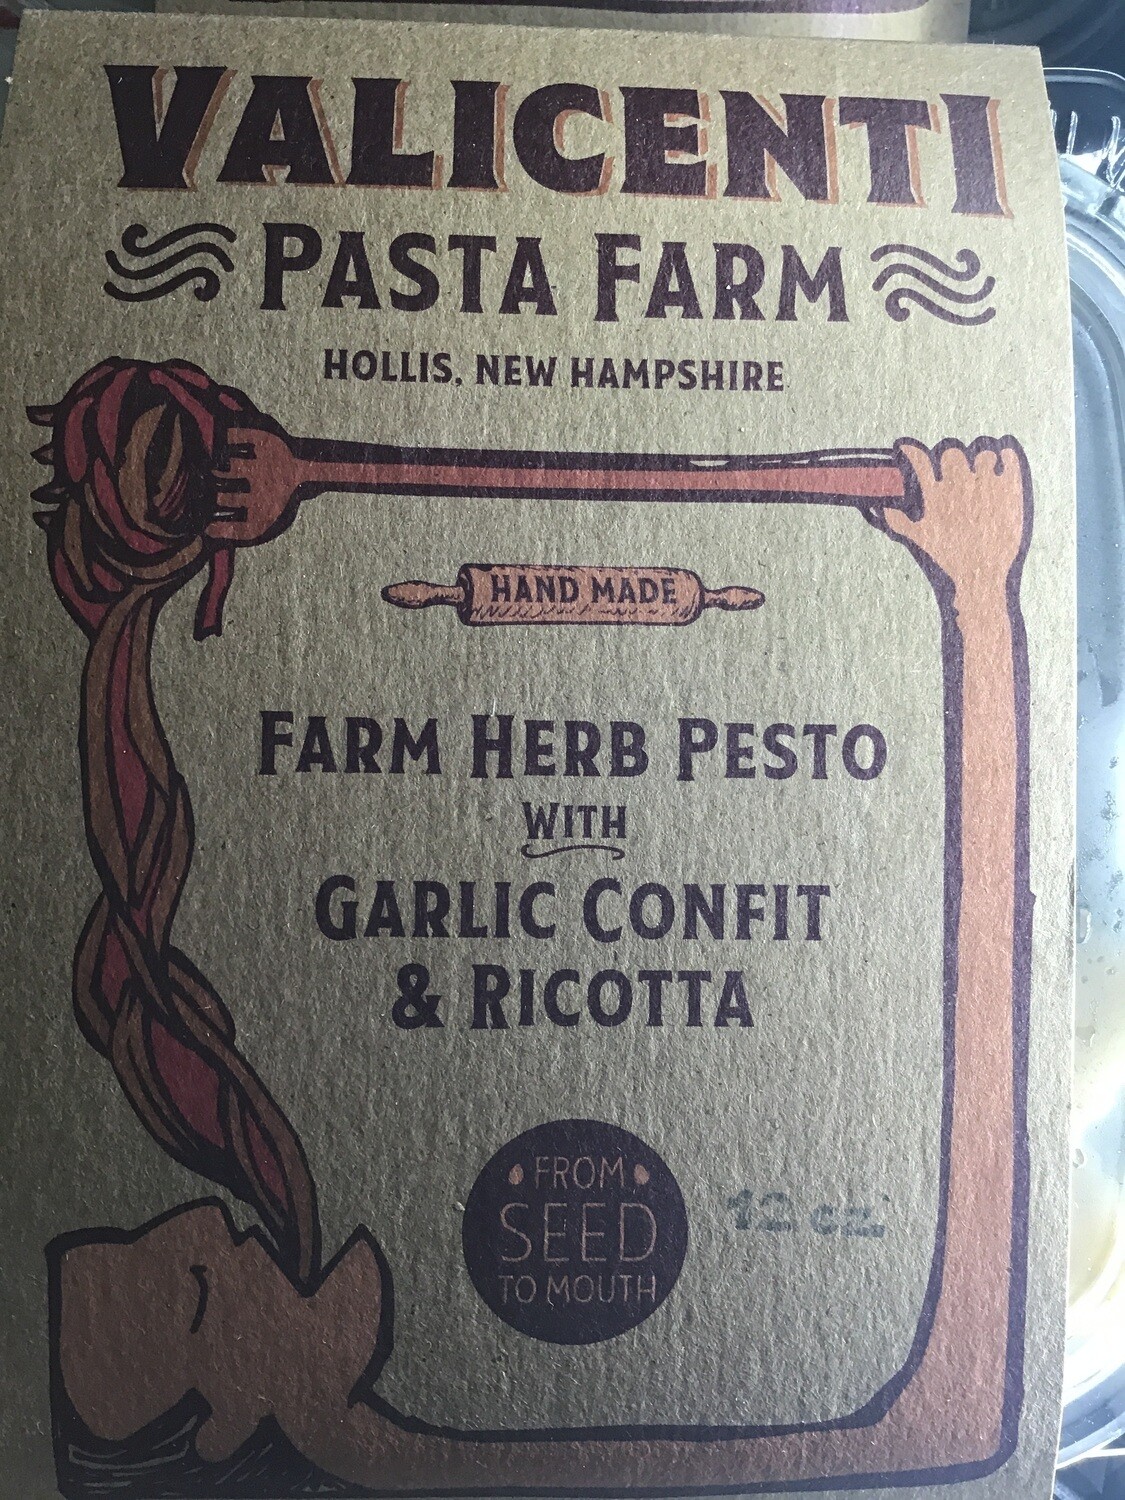 VALICENTI
PASTA FARM
HOLLIS, NEW HAMPSHIRE
HAND MADE
FARM HERB PESTO
WITH
GARLIC CONFIT
& RICOTTA
FROM
SEED
TO MOUTH
12 oz.